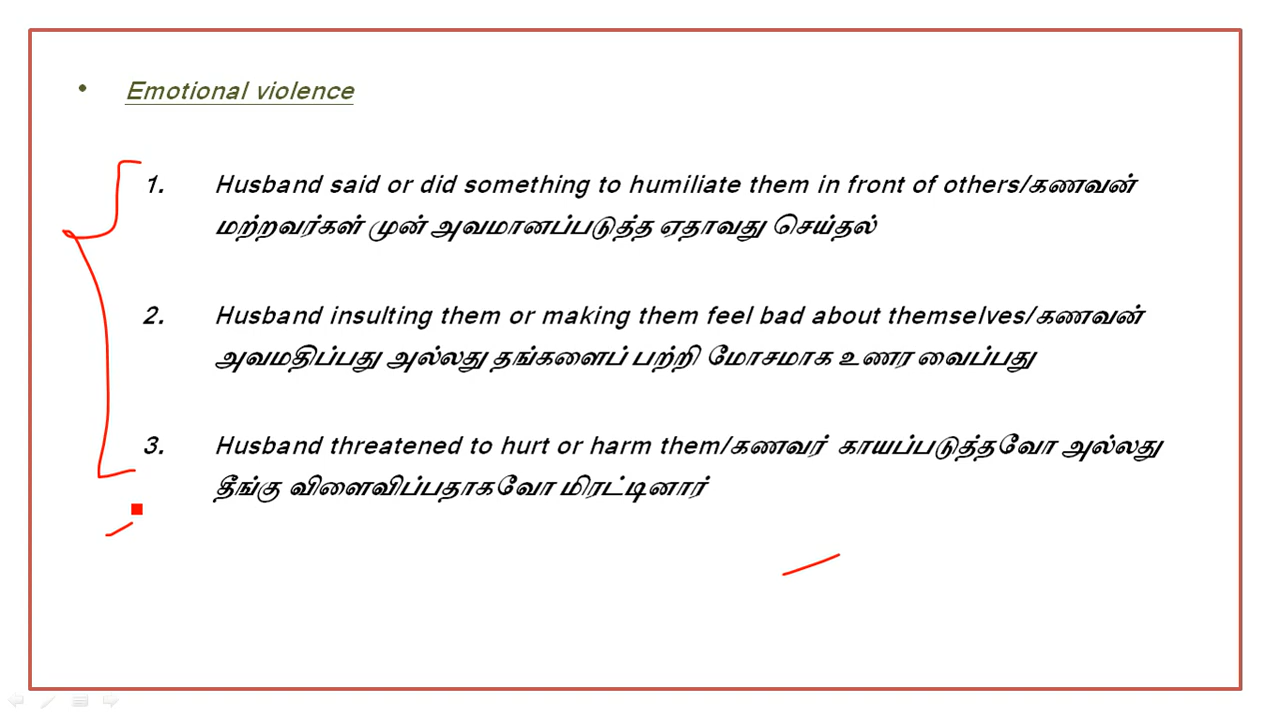 • Emotional violence
1. Husband said or did something to humiliate them in front of others/கணவன்
மற்றவர்கள் முன் அவமானப்படுத்த ஏதாவது செய்தல்
2. Husband insulting them or making them feel bad about themselves/கணவன்
அவமதிப்பது அல்லது தங்களைப் பற்றி மோசமாக உணர வைப்பது
3. Husband threatened to hurt or harm them/கணவர் காயப்படுத்தவோ அல்லது
தீங்கு விளைவிப்பதாகவோ மிரட்டினார்